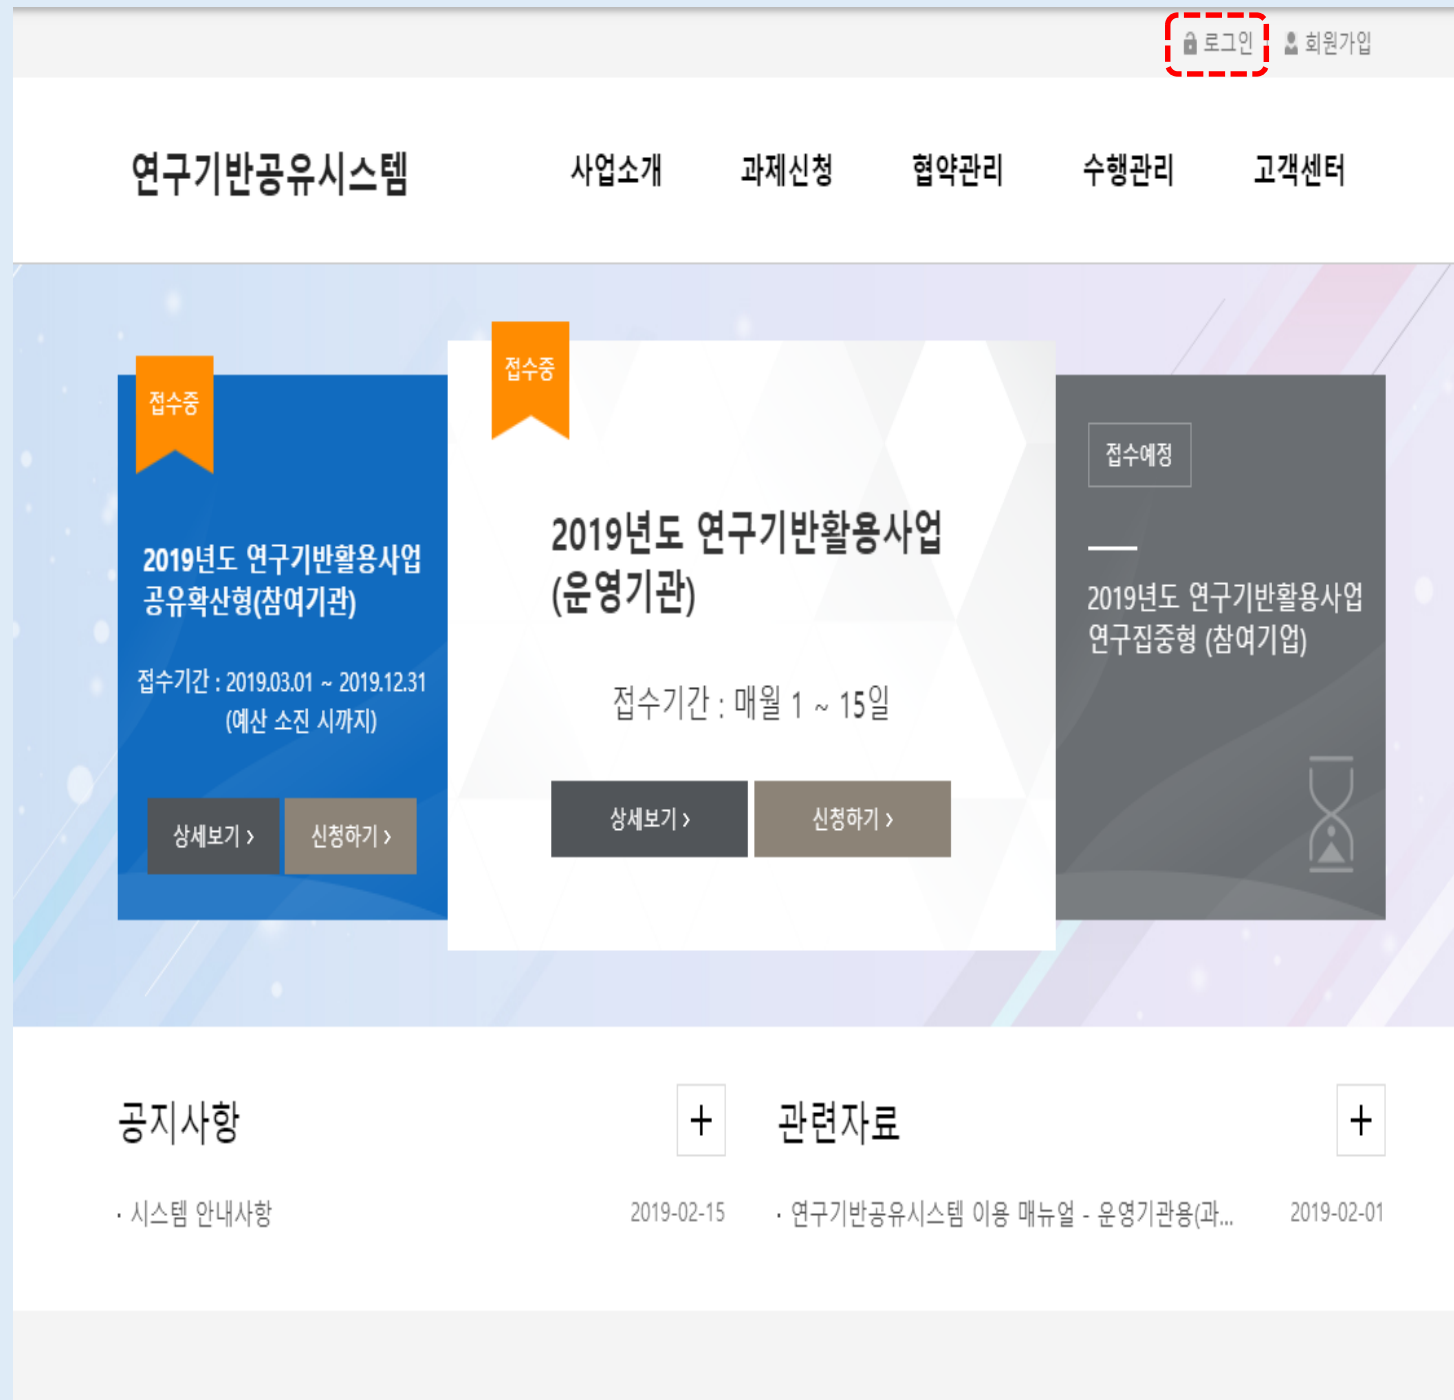 로그인 회원가입
연구기반공유시스템 사업소개 과제신청 협약관리 수행관리 고객센터
접수중
2019년도 연구기반활용사업
공유확산형(참여기관)
접수기간 : 2019.03.01 ~ 2019.12.31
(예산 소진 시까지)
상세보기 > 신청하기 >
접수중
2019년도 연구기반활용사업
(운영기관)
접수기간 : 매월 1 ~ 15일
상세보기 > 신청하기 >
접수예정
2019년도 연구기반활용사업
연구집중형 (참여기업)
공지사항 +
· 시스템 안내사항 2019-02-15
관련자료 +
· 연구기반공유시스템 이용 매뉴얼 - 운영기관용(과... 2019-02-01